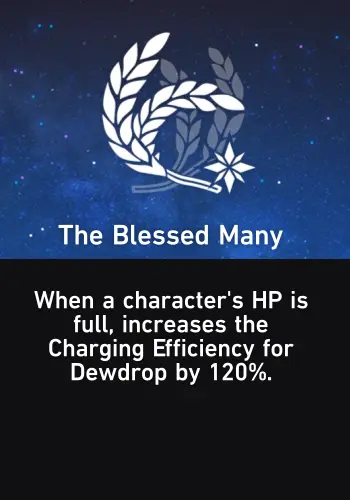 The Blessed Many
When a character's HP is
full, increases the
Charging Efficiency for
Dewdrop by 120%.